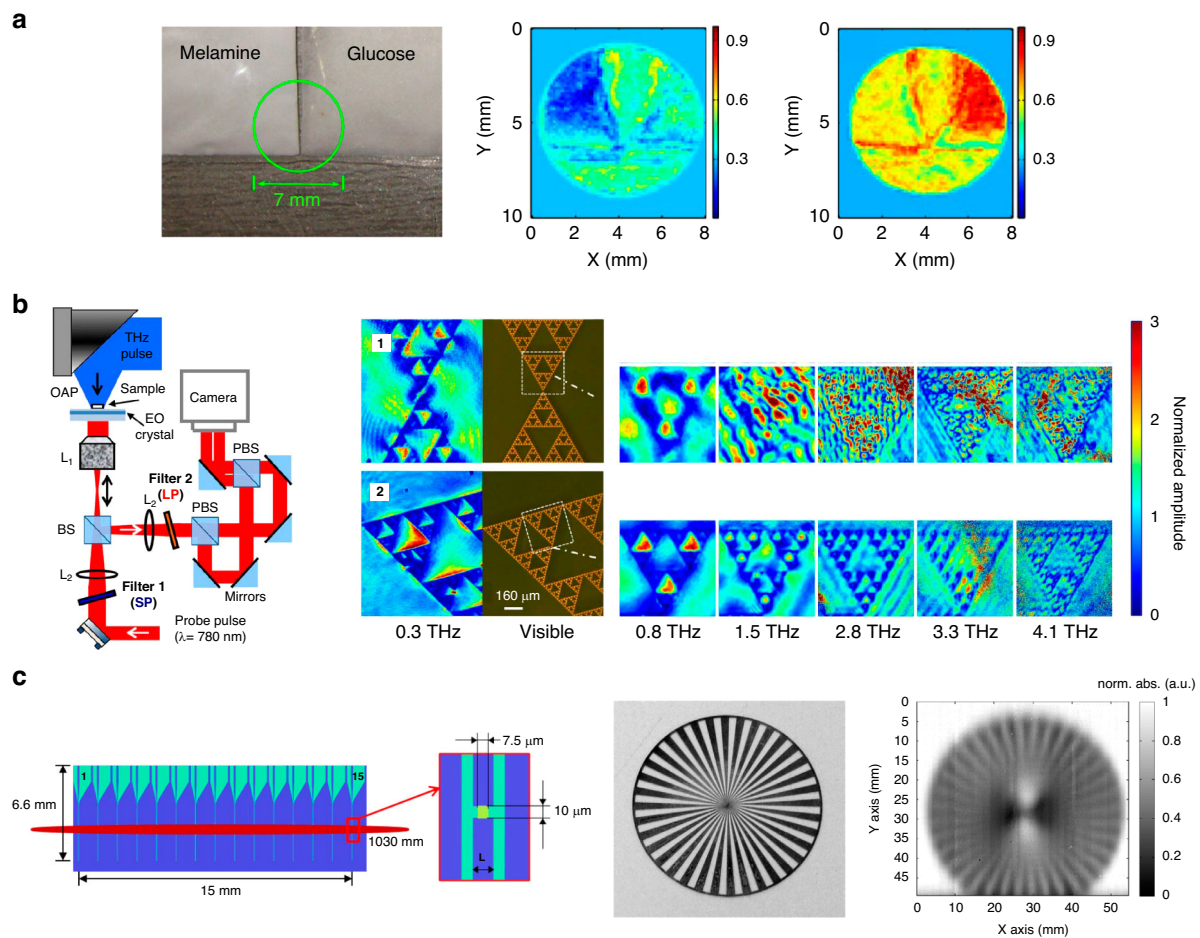 a
Melamine
Glucose
7 mm
0
5
10
Y (mm)
0 2 4 6 8
X (mm)
0.9
0.6
0.3
0
5
10
Y (mm)
0 2 4 6 8
X (mm)
0.9
0.6
0.3
b
THz
pulse
OAP
Sample
EO
crystal
L1
Camera
PBS
Filter 2
(LP)
L2
PBS
BS
L2
Filter 1
(SP)
Mirrors
Probe pulse
(λ= 780 nm)
1
2
160 μm
0.3 THz
Visible
0.8 THz
1.5 THz
2.8 THz
3.3 THz
4.1 THz
3
2
1
0
Normalized amplitude
c
1
15
6.6 mm
1030 mm
15 mm
7.5 μm
10 μm
L
norm. abs. (a.u.)
0
5
10
15
20
25
30
35
40
45
Y axis (mm)
0 10 20 30 40 50
X axis (mm)
1
0.8
0.6
0.4
0.2
0